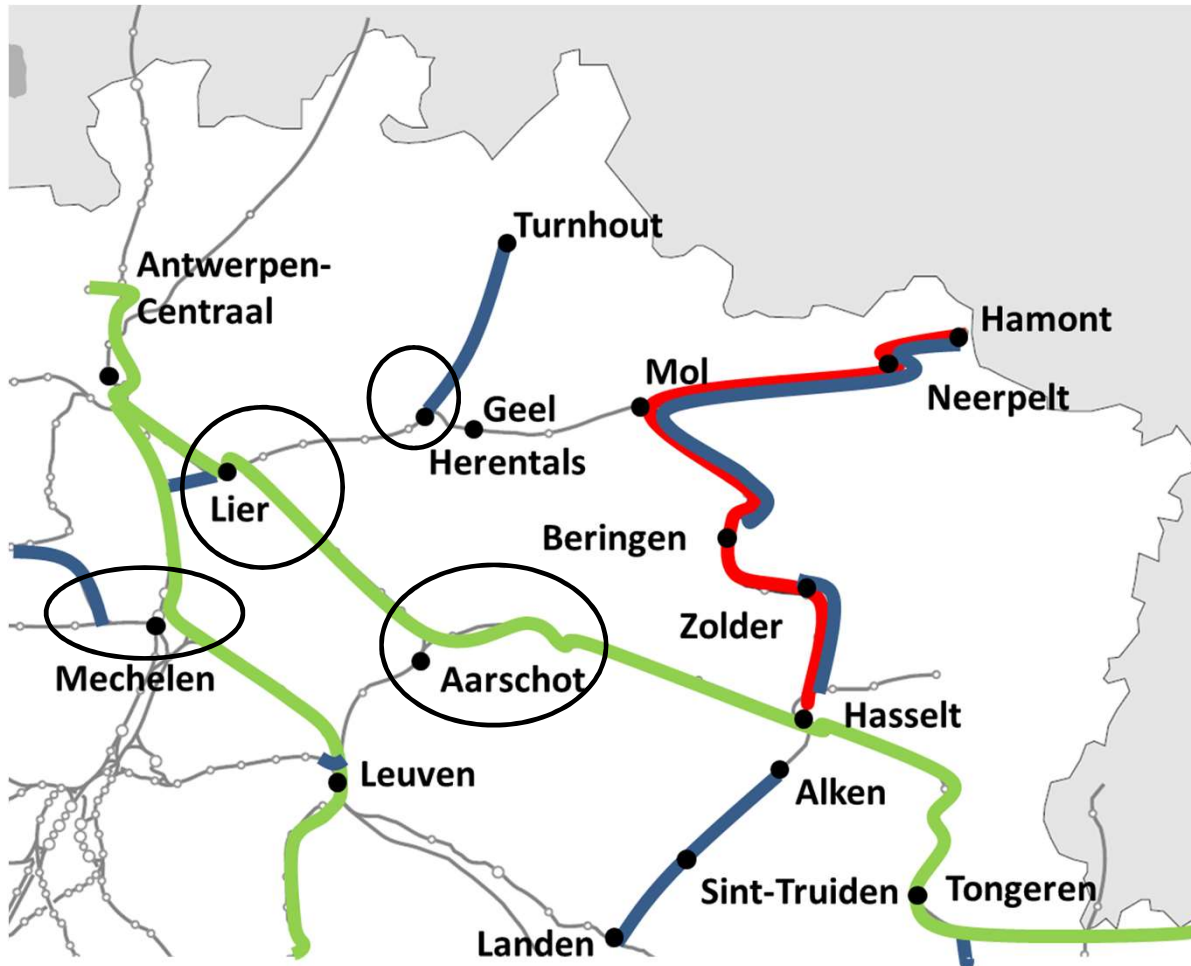 Turnhout
Antwerpen-
Centraal
Hamont
Mol
Neerpelt
Geel
Herentals
Lier
Beringen
Zolder
Mechelen
Aarschot
Hasselt
Leuven
Alken
Sint-Truiden
Tongeren
Landen